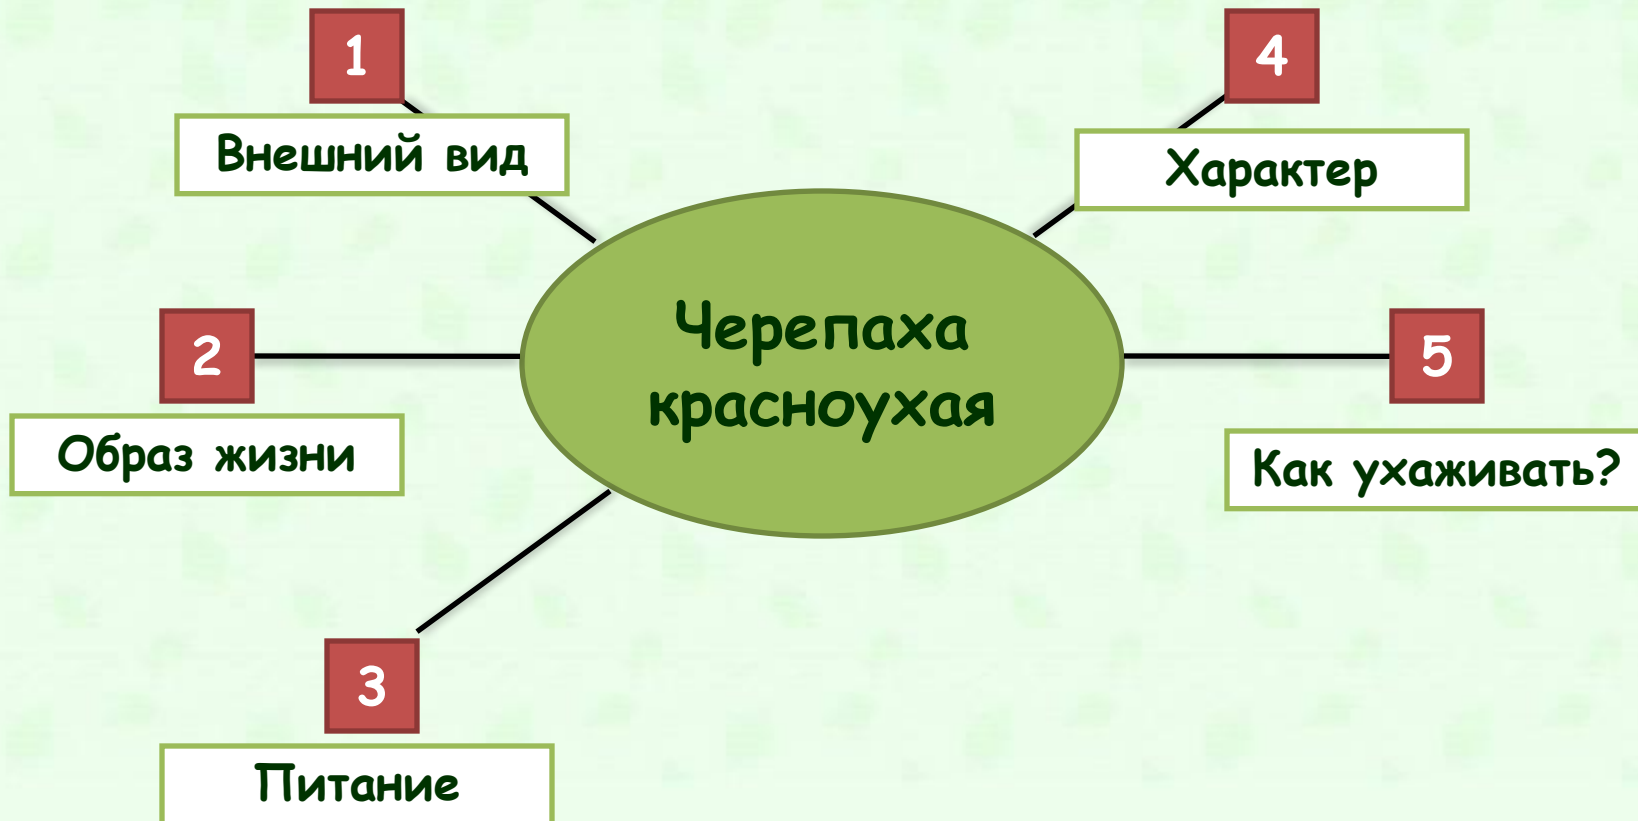 1
Внешний вид
2
Образ жизни
3
Питание
Черепаха
красноухая
4
Характер
5
Как ухаживать?